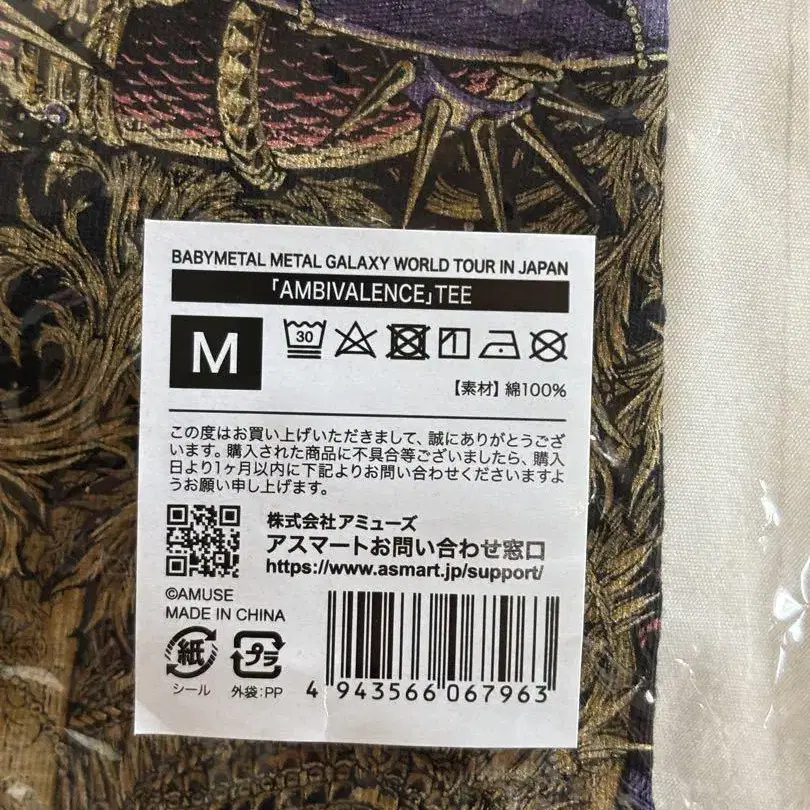 BABYMETAL METAL GALAXY WORLD TOUR IN JAPAN
「AMBIVALENCE」TEE
M
30
【素材】綿100%
この度はお買い上げいただきまして、誠にありがとうござ
います。購入された商品に不具合等ございましたら、購入
日より1ヶ月以内に下記よりお問い合わせくださいますよ
うお願い申し上げます。
株式会社アミューズ
アスマートお問い合わせ窓口
https://www.asmart.jp/support/
©AMUSE
MADE IN CHINA
紙
プラ
シール
外袋:PP
4 943566 067963